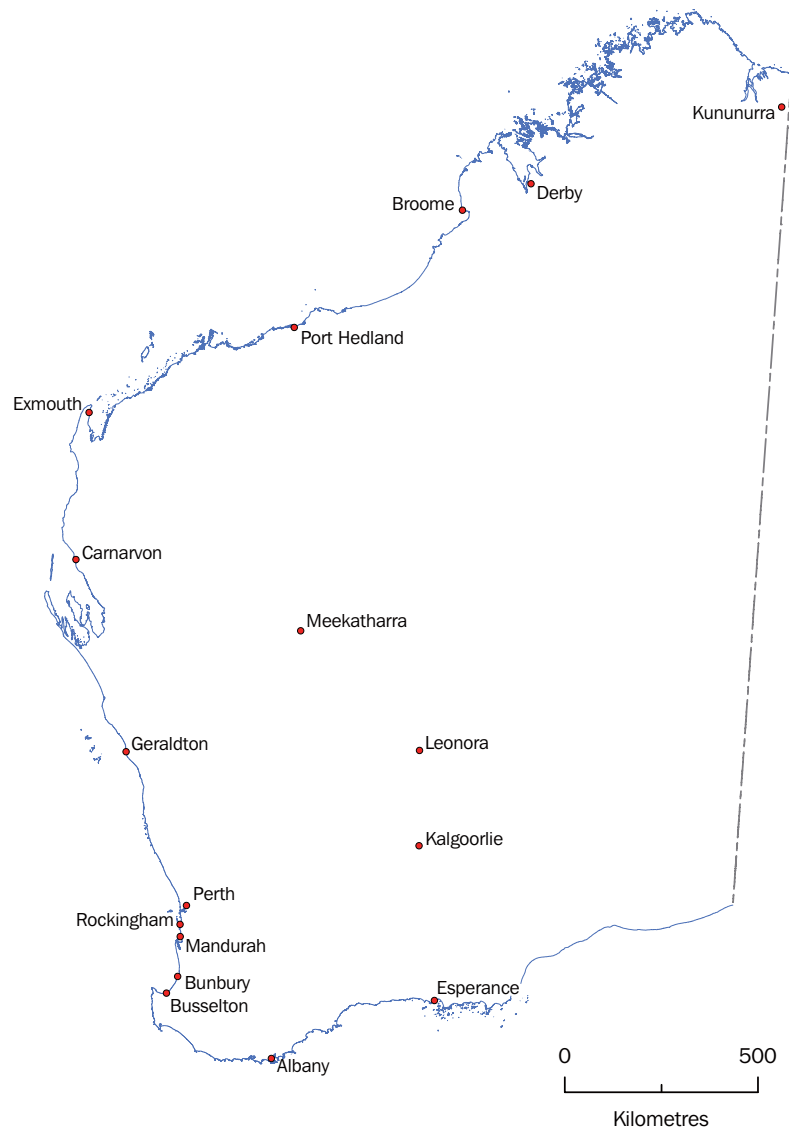 Kununurra
Derby
Broome
Port Hedland
Exmouth
Carnarvon
Meekatharra
Geraldton
Leonora
Kalgoorlie
Perth
Rockingham
Mandurah
Bunbury
Esperance
Busselton
Albany
0 500
Kilometres